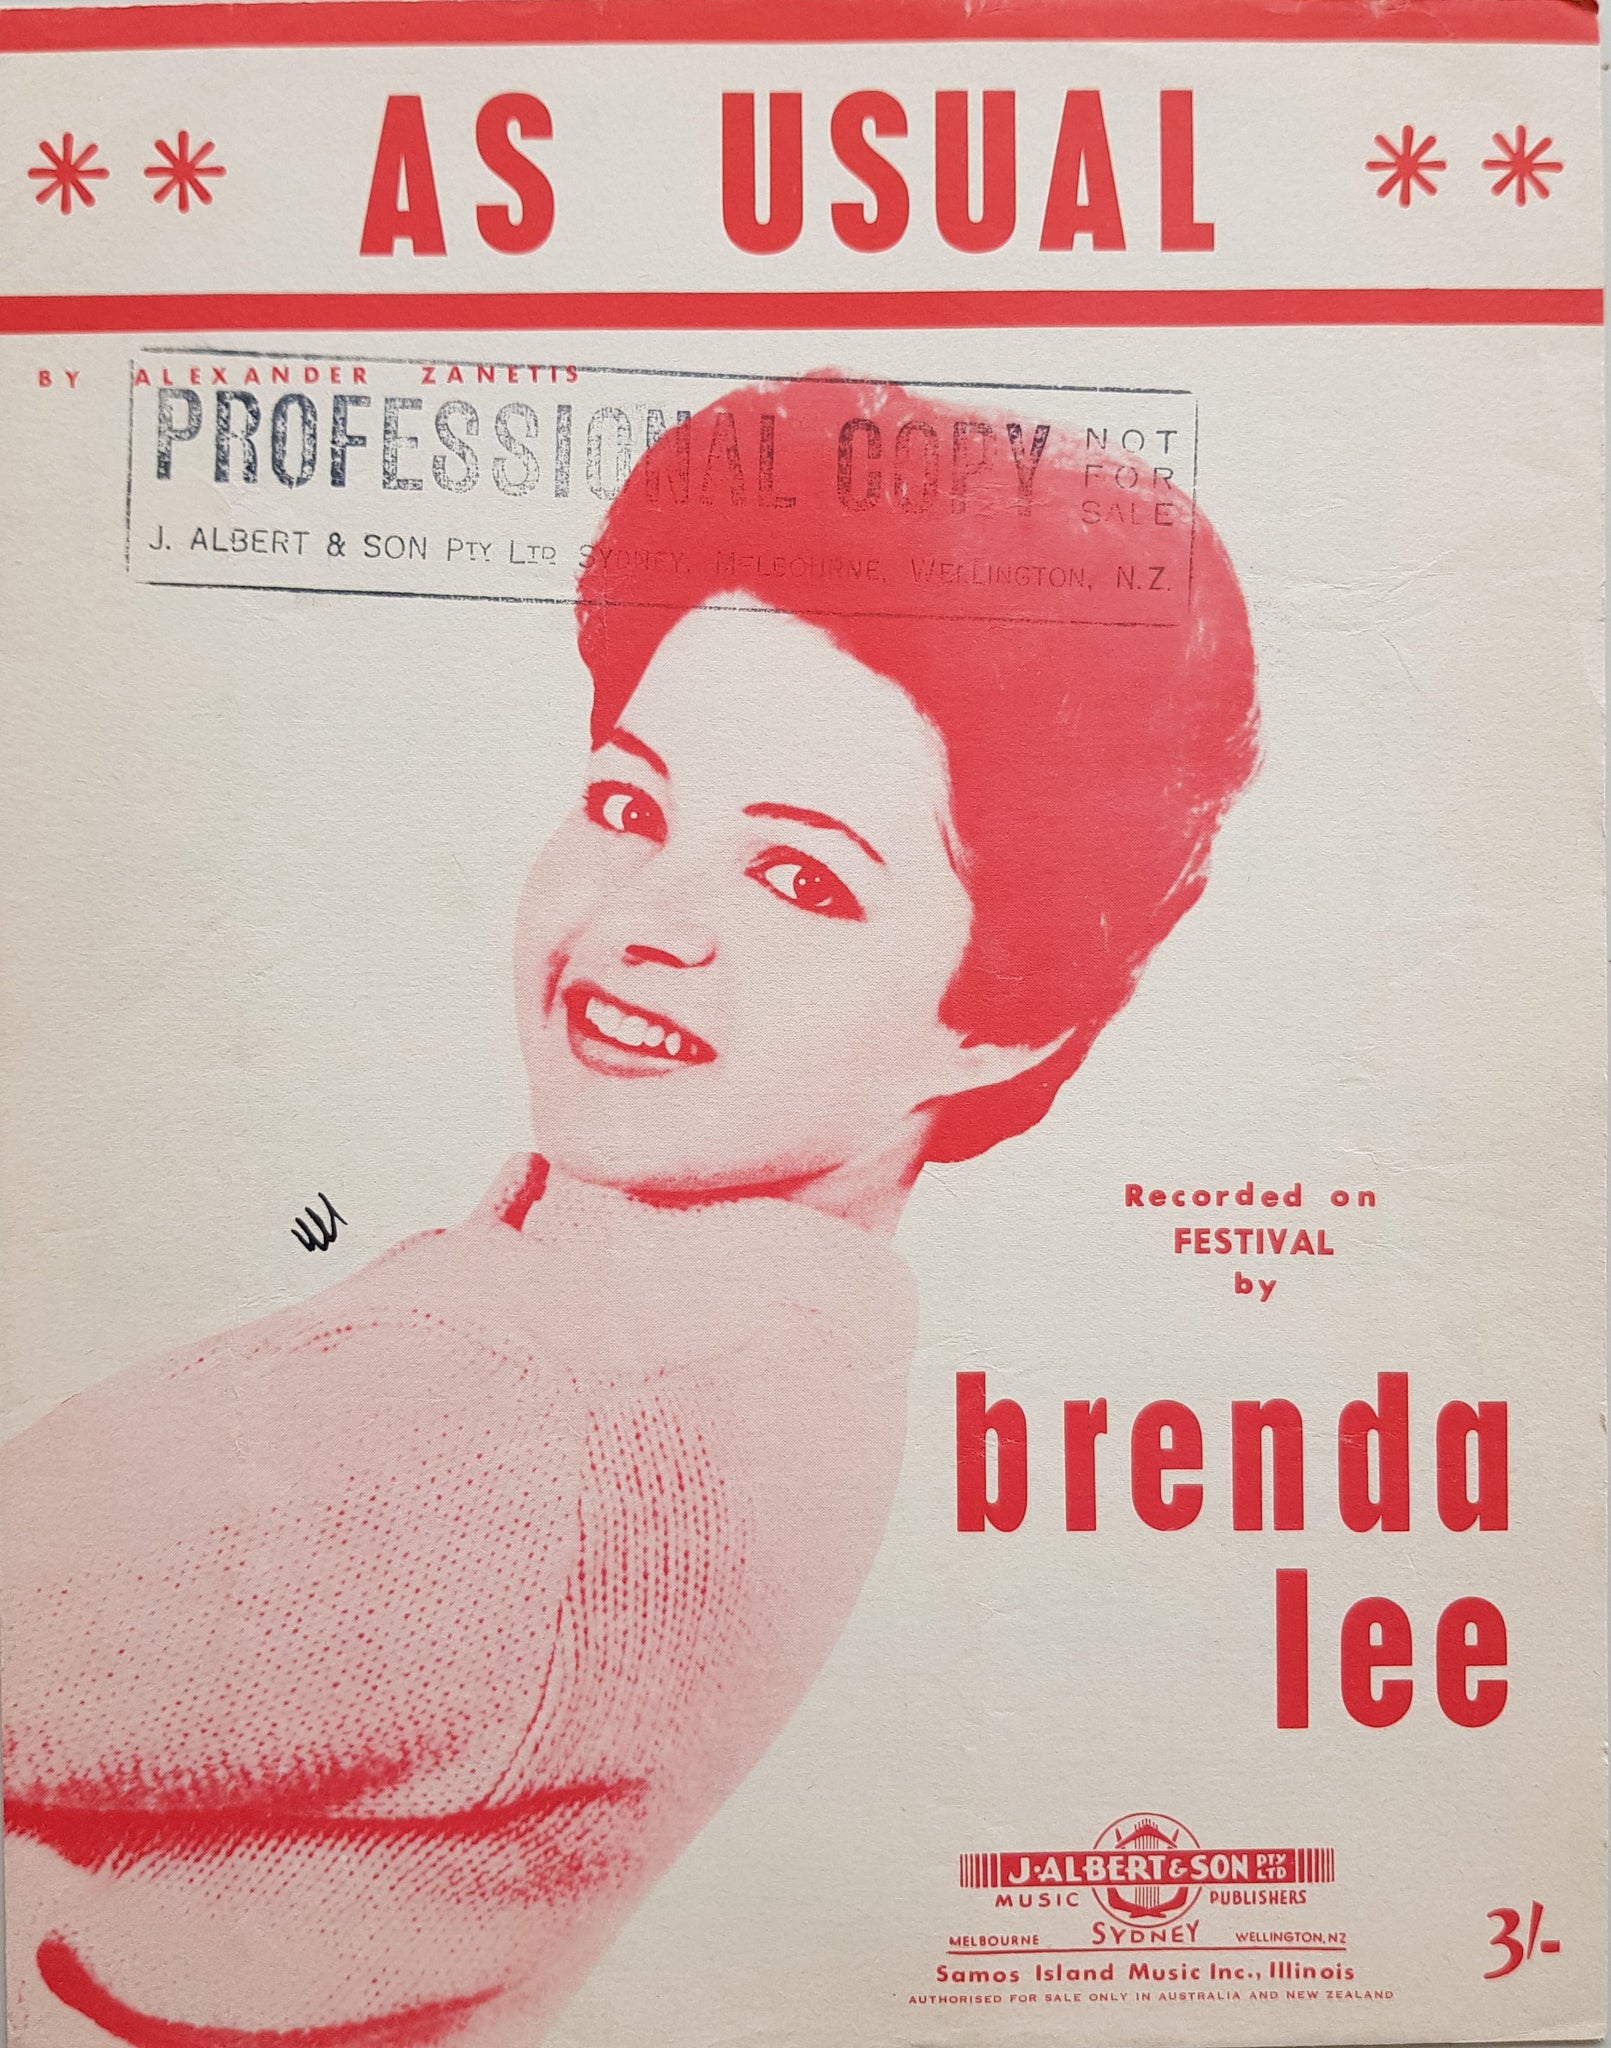 ** AS USUAL **
BY ALEXANDER ZANETIS
PROFESSIONAL COPY NOT FOR SALE
J. ALBERT & SON PTY LTD SYDNEY, MELBOURNE, WELLINGTON, N.Z.
Recorded on
FESTIVAL
by
brenda
lee
J. ALBERT & SON PTY LTD
MUSIC PUBLISHERS
MELBOURNE SYDNEY WELLINGTON, NZ
Samos Island Music Inc., Illinois
AUTHORISED FOR SALE ONLY IN AUSTRALIA AND NEW ZEALAND
3/-